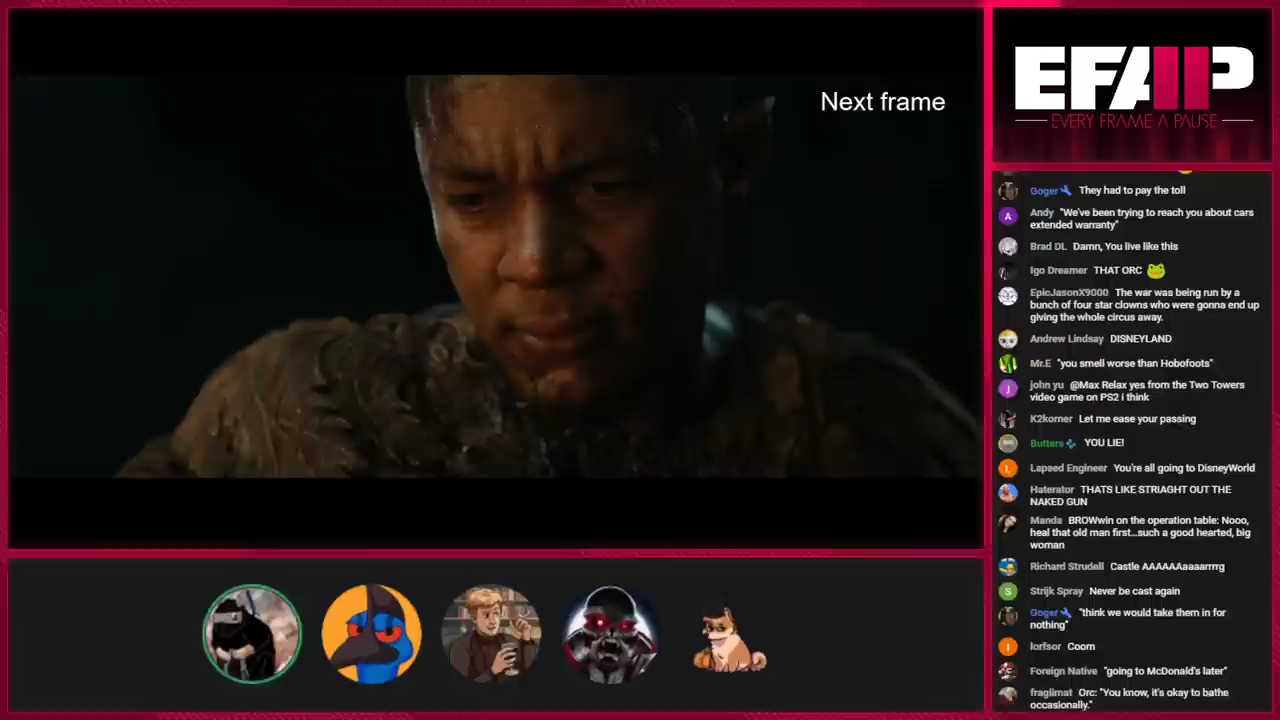 Next frame
EFAP
EVERY FRAME A PAUSE
Goger They had to pay the toll
Andy "We've been trying to reach you about cars
extended warranty"
Brad DL Damn, You live like this
Igo Dreamer THAT ORC
EpicJasonX9000 The war was being run by a
bunch of four star clowns who were gonna end up
giving the whole circus away.
Andrew Lindsay DISNEYLAND
Mr.E "you smell worse than Hobofoots"
john yu @Max Relax yes from the Two Towers
video game on PS2 i think
K2korner Let me ease your passing
Butters YOU LIE!
Lapsed Engineer You're all going to DisneyWorld
Haterator THATS LIKE STRIAGHT OUT THE
NAKED GUN
Manda BROWwin on the operation table: Nooo,
heal that old man first...such a good hearted, big
woman
Richard Strudell Castle AAAAAAaaaarrrrg
Strijk Spray Never be cast again
Goger "think we would take them in for
nothing"
Coom
Foreign Native "going to McDonald's later"
fraglimat Orc: "You know, it's okay to bathe
occasionally."